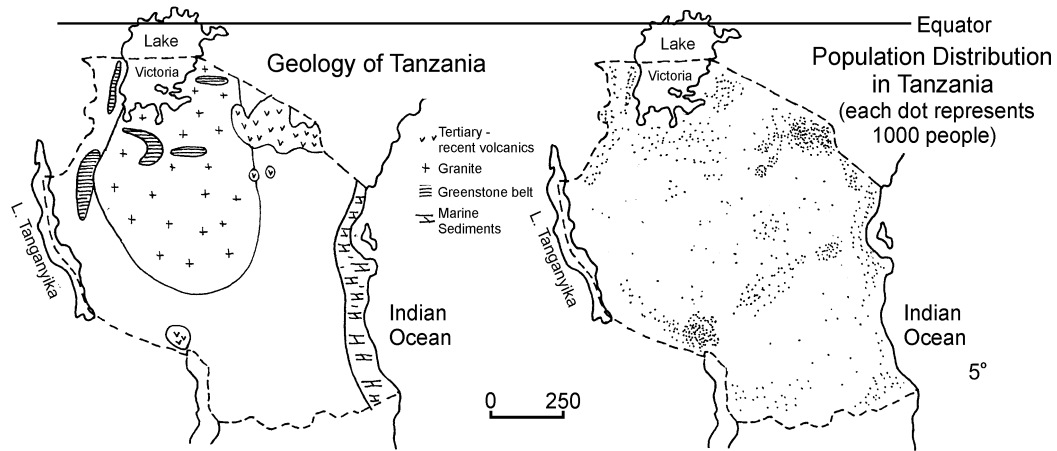 Equator
Lake
Victoria
Geology of Tanzania
Tertiary -
recent volcanics
Granite
Greenstone belt
Marine
Sediments
L. Tanganyika
Indian
Ocean
0 250
Lake
Victoria
Population Distribution
in Tanzania
(each dot represents
1000 people)
L. Tanganyika
Indian
Ocean
5°